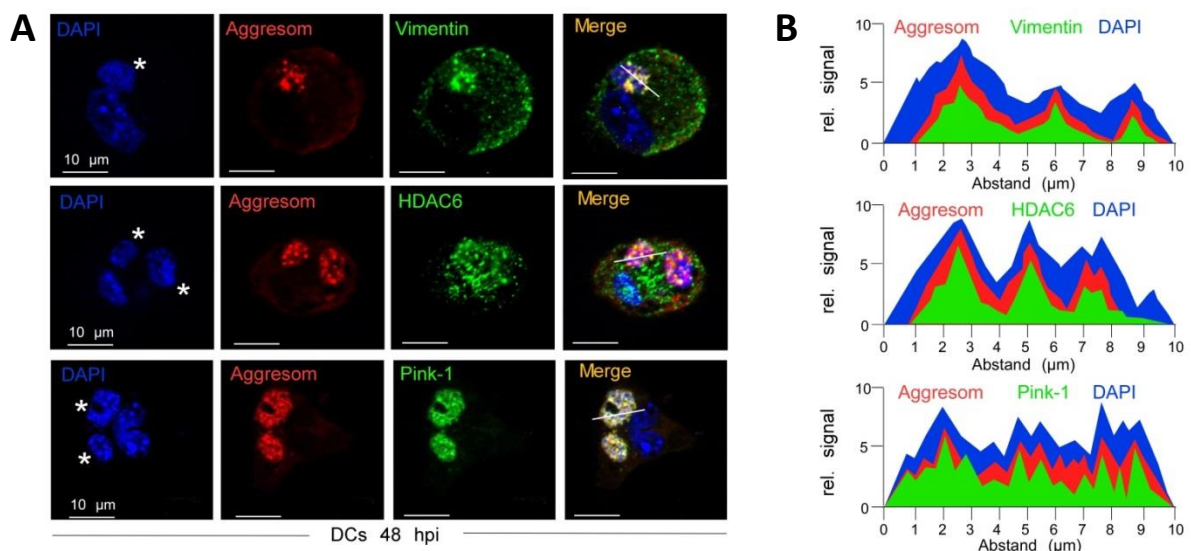 A
DAPI * Aggresom Vimentin Merge
10 µm
DAPI * * Aggresom HDAC6 Merge
10 µm
DAPI * * Aggresom Pink-1 Merge
10 µm
DCs 48 hpi
B
Aggresom Vimentin DAPI
rel. signal
10
5
0
0 1 2 3 4 5 6 7 8 9 10
Abstand (µm)
Aggresom HDAC6 DAPI
rel. signal
10
5
0
0 1 2 3 4 5 6 7 8 9 10
Abstand (µm)
Aggresom Pink-1 DAPI
rel. signal
10
5
0
0 1 2 3 4 5 6 7 8 9 10
Abstand (µm)